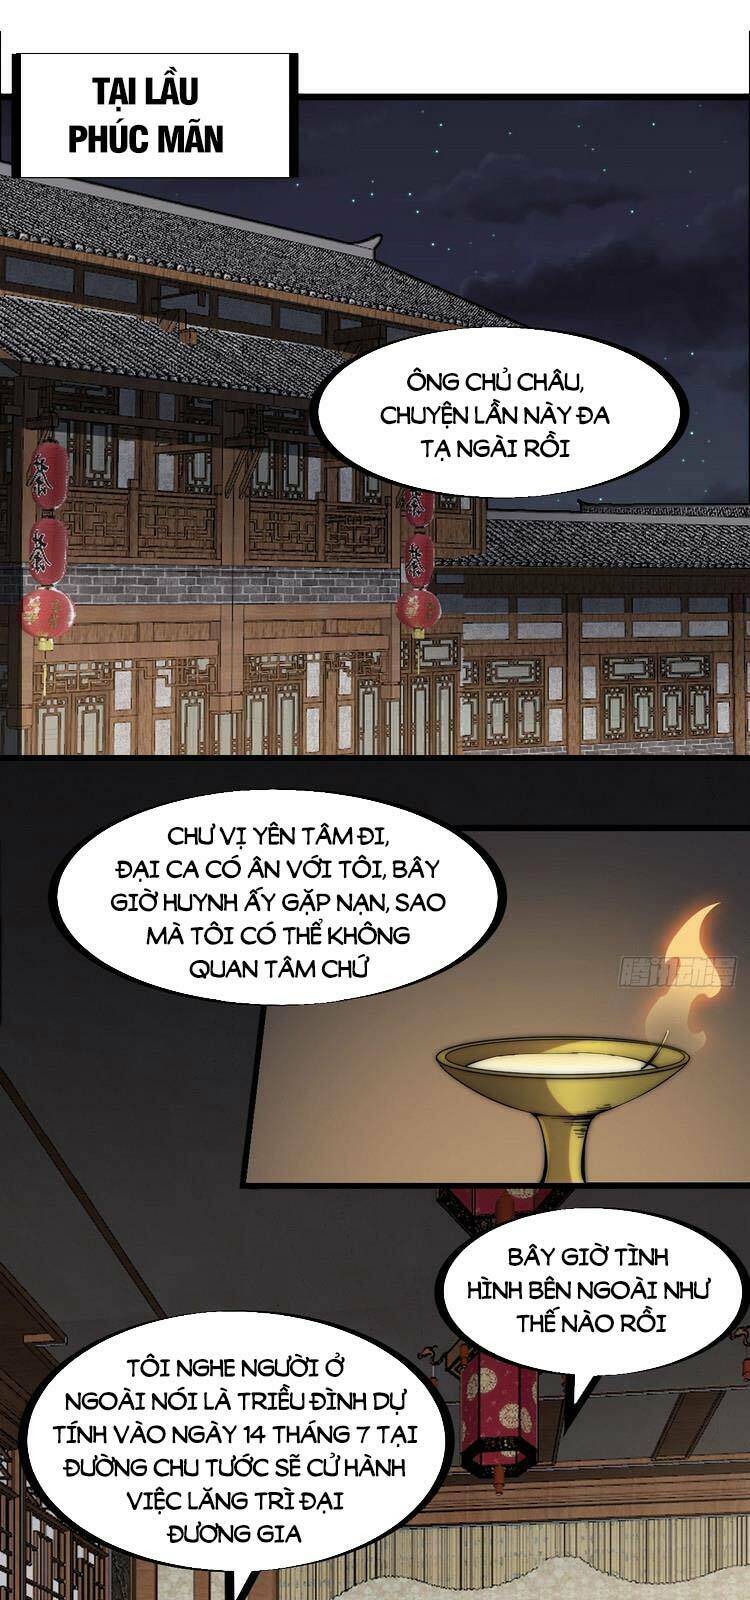 TẠI LẦU
PHÚC MÃN
ÔNG CHỦ CHÂU,
CHUYỆN LẦN NÀY ĐA
TẠ NGÀI RỒI
CHƯ VỊ YÊN TÂM ĐI,
ĐẠI CA CÓ ÂN VỚI TÔI, BÂY
GIỜ HUYNH ẤY GẶP NẠN, SAO
MÀ TÔI CÓ THỂ KHÔNG
QUAN TÂM CHỨ
腾讯动漫
BÂY GIỜ TÌNH
HÌNH BÊN NGOÀI NHƯ
THẾ NÀO RỒI
TÔI NGHE NGƯỜI Ở
NGOÀI NÓI LÀ TRIỀU ĐÌNH DỰ
TÍNH VÀO NGÀY 14 THÁNG 7 TẠI
ĐƯỜNG CHU TƯỚC SẼ CỬ HÀNH
VIỆC LĂNG TRÌ ĐẠI
ĐƯƠNG GIA